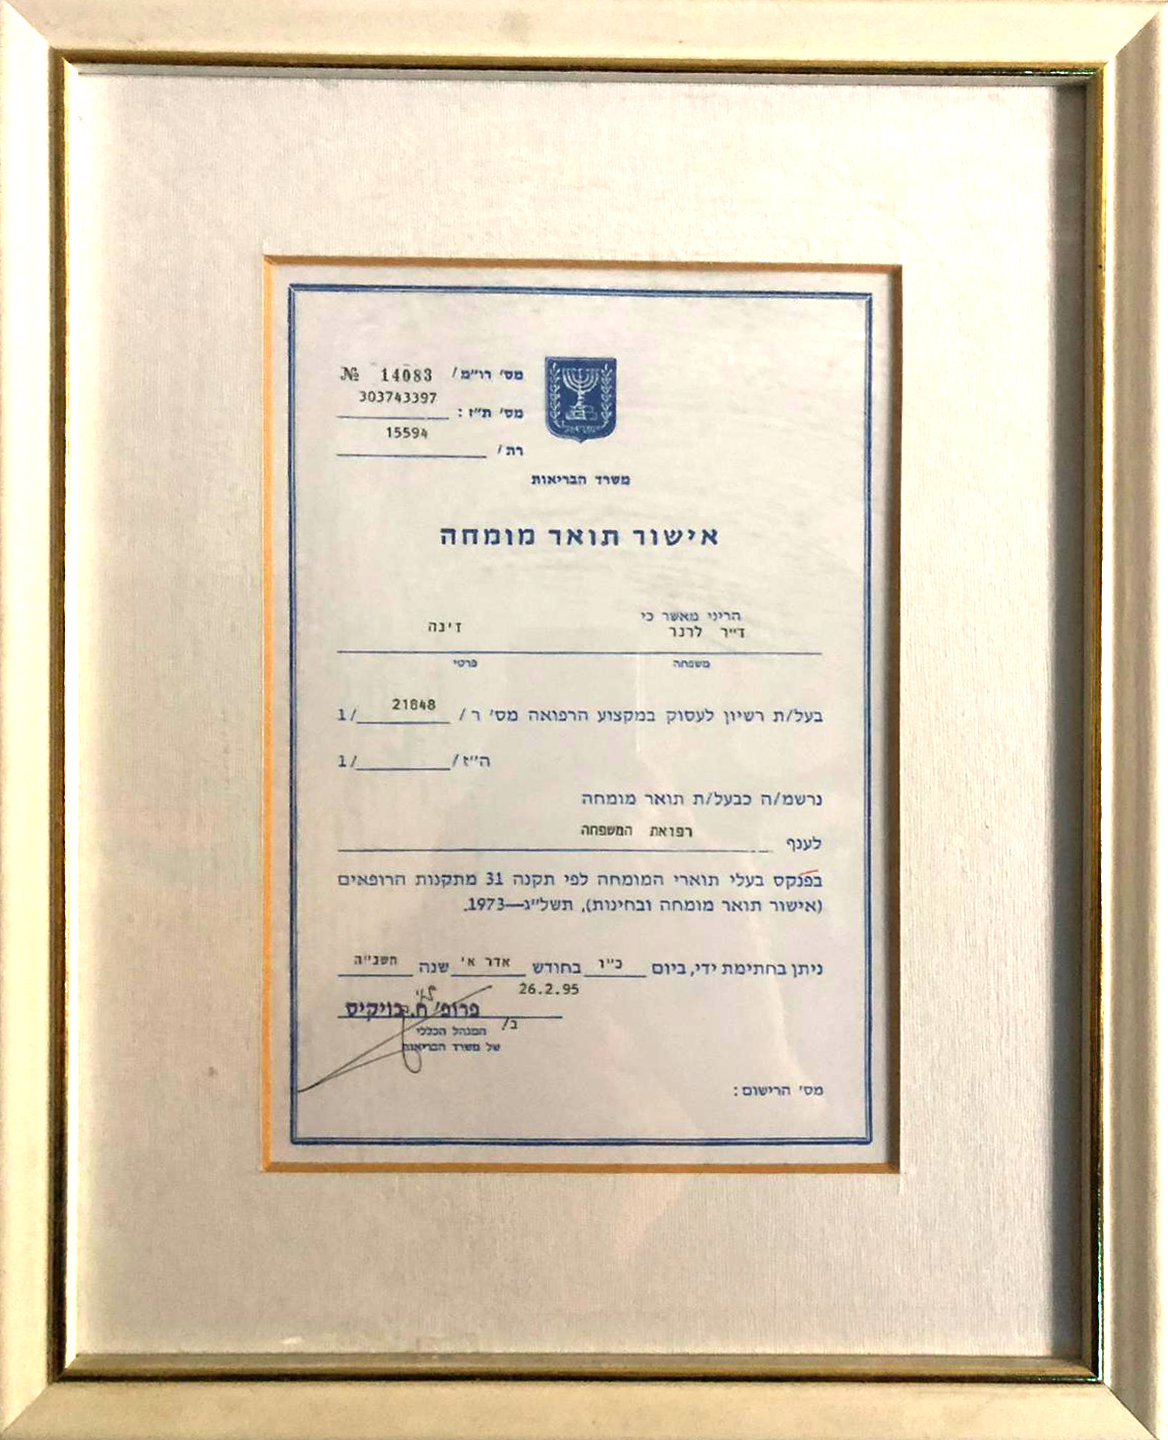 מס׳ רו״מ/ № 14083
מס׳ ת״ז: 303743397
רת/ 15594
משרד הבריאות
אישור תואר מומחה
הריני מאשר כי
ד״ר לרנר דינה
משפחה פרטי
בעל/ת רשיון לעסוק במקצוע הרפואה מס׳ ר/ 21848 /1
ה״ז/ /1
נרשמ/ה כבעל/ת תואר מומחה
לענף רפואת המשפחה
בפנקס בעלי תוארי המומחה לפי תקנה 31 מתקנות הרופאים
(אישור תואר מומחה ובחינות), תשל״ג—1973.
ניתן בחתימת ידי, ביום כ״ו בחודש אדר א׳ שנה תשנ״ה
26.2.95
פרופ׳ ח. בויקיס
ב/
המנהל הכללי
של משרד הבריאות
מס׳ הרישום: